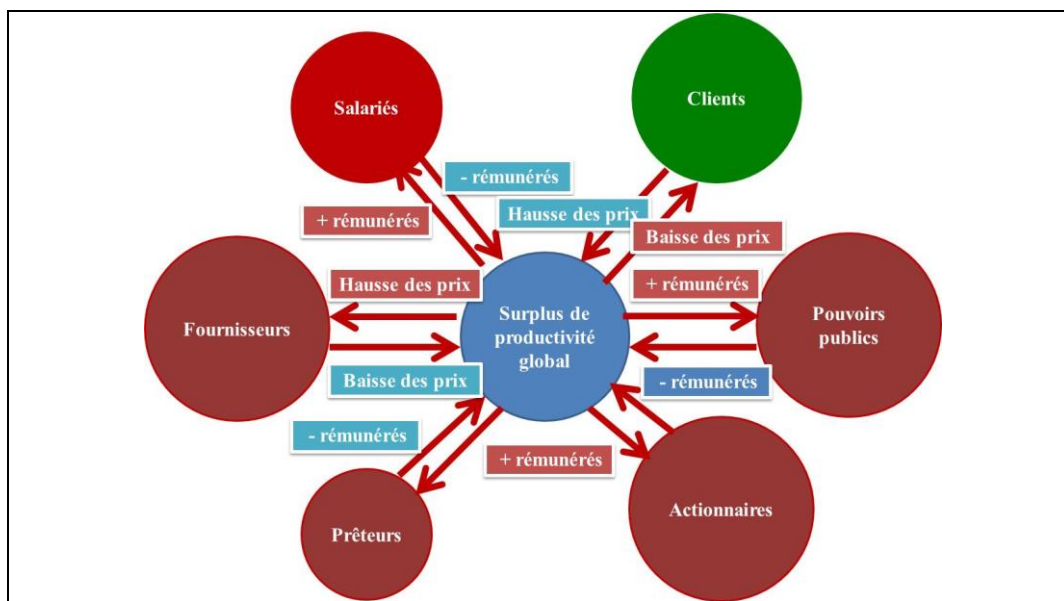 Salariés
Clients
- rémunérés
Hausse des prix
+ rémunérés
Baisse des prix
Hausse des prix
+ rémunérés
Fournisseurs
Surplus de
productivité
global
Pouvoirs
publics
Baisse des prix
- rémunérés
- rémunérés
+ rémunérés
Prêteurs
Actionnaires